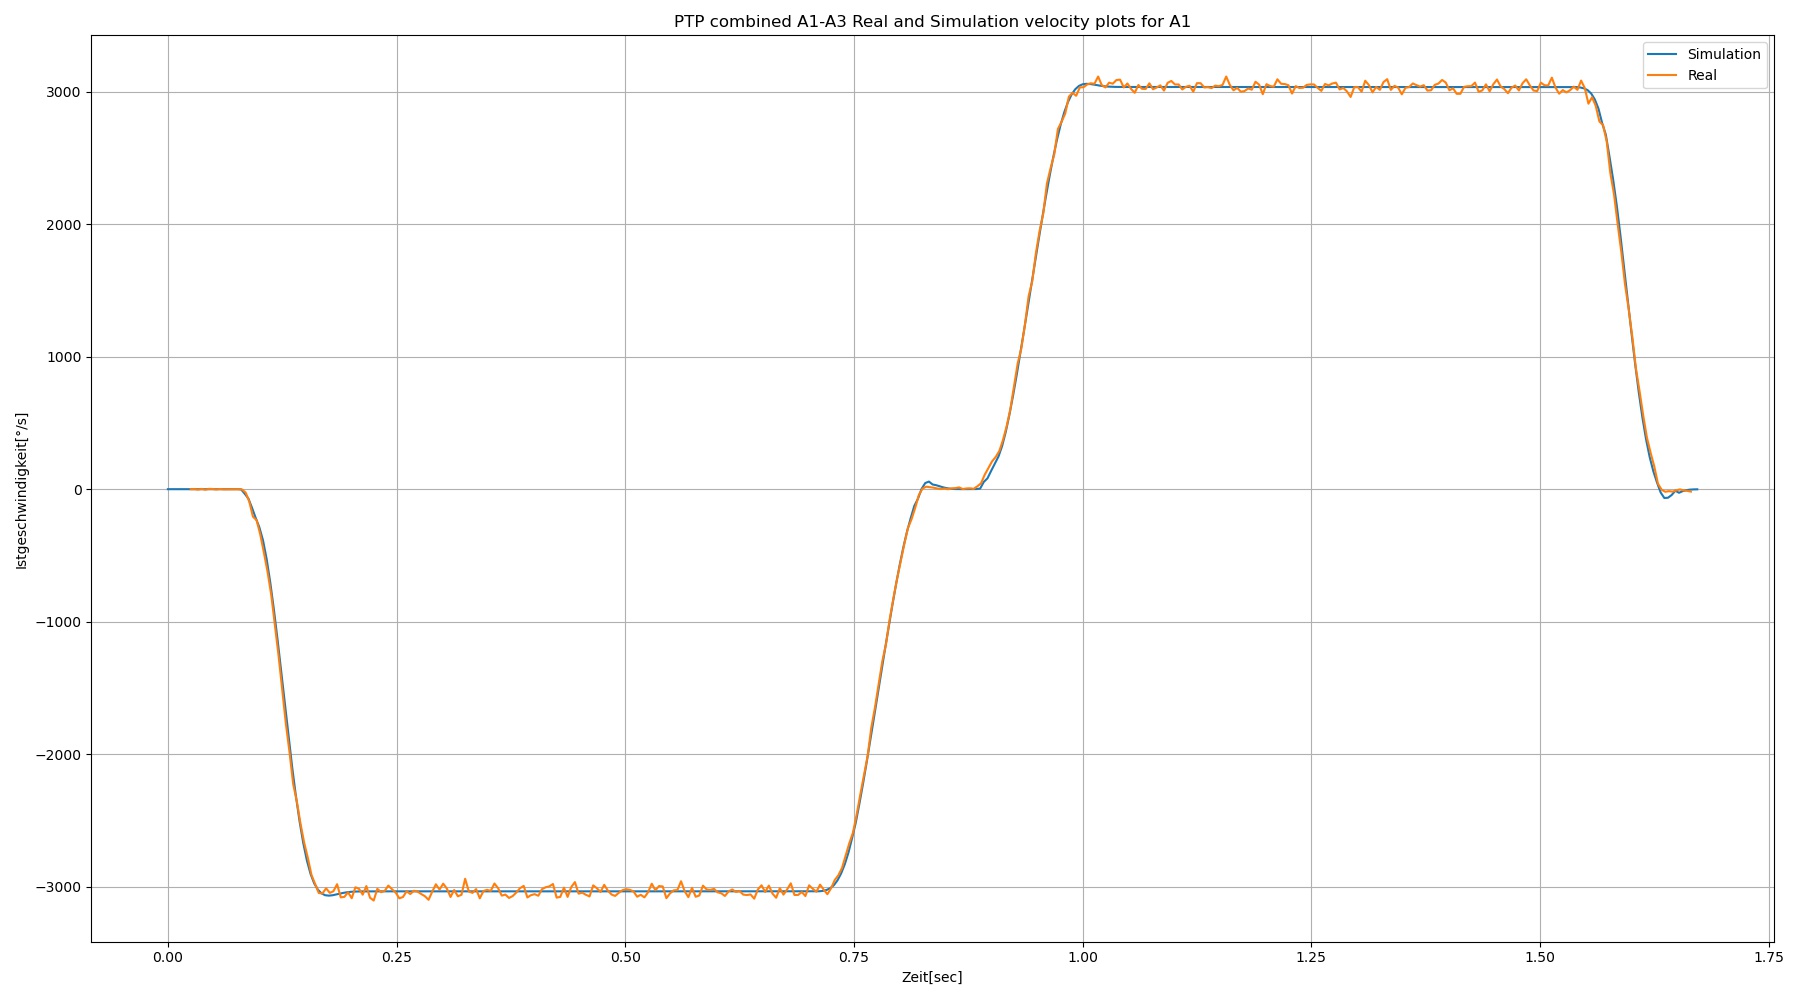 PTP combined A1-A3 Real and Simulation velocity plots for A1
Simulation
Real
3000
2000
1000
0
−1000
−2000
−3000
Istgeschwindigkeit[°/s]
0.00 0.25 0.50 0.75 1.00 1.25 1.50 1.75
Zeit[sec]